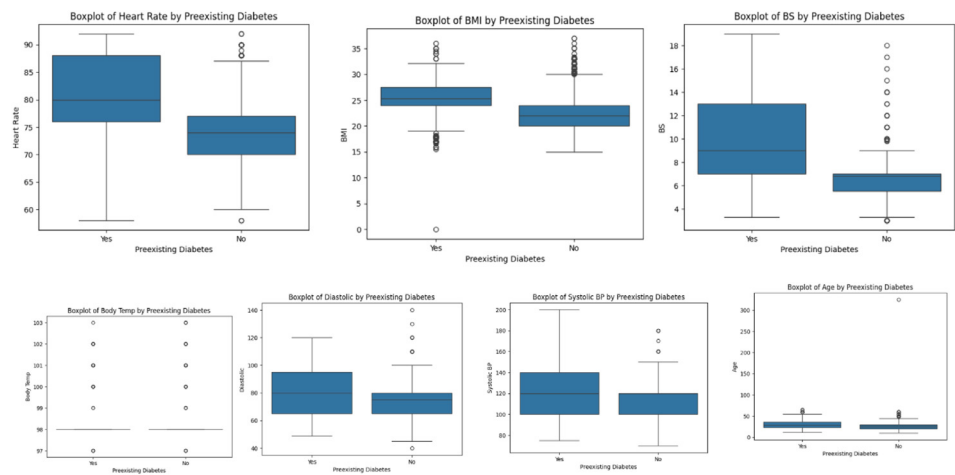 Boxplot of Heart Rate by Preexisting Diabetes
Heart Rate
90
85
80
75
70
65
60
Yes
No
Preexisting Diabetes
Boxplot of BMI by Preexisting Diabetes
BMI
35
30
25
20
15
10
5
0
Yes
No
Preexisting Diabetes
Boxplot of BS by Preexisting Diabetes
BS
18
16
14
12
10
8
6
4
Yes
No
Preexisting Diabetes
Boxplot of Body Temp by Preexisting Diabetes
Body Temp
103
102
101
100
99
98
97
Yes
No
Preexisting Diabetes
Boxplot of Diastolic by Preexisting Diabetes
Diastolic
140
120
100
80
60
40
Yes
No
Preexisting Diabetes
Boxplot of Systolic BP by Preexisting Diabetes
Systolic BP
200
180
160
140
120
100
80
Yes
No
Preexisting Diabetes
Boxplot of Age by Preexisting Diabetes
Age
300
250
200
150
100
50
0
Yes
No
Preexisting Diabetes